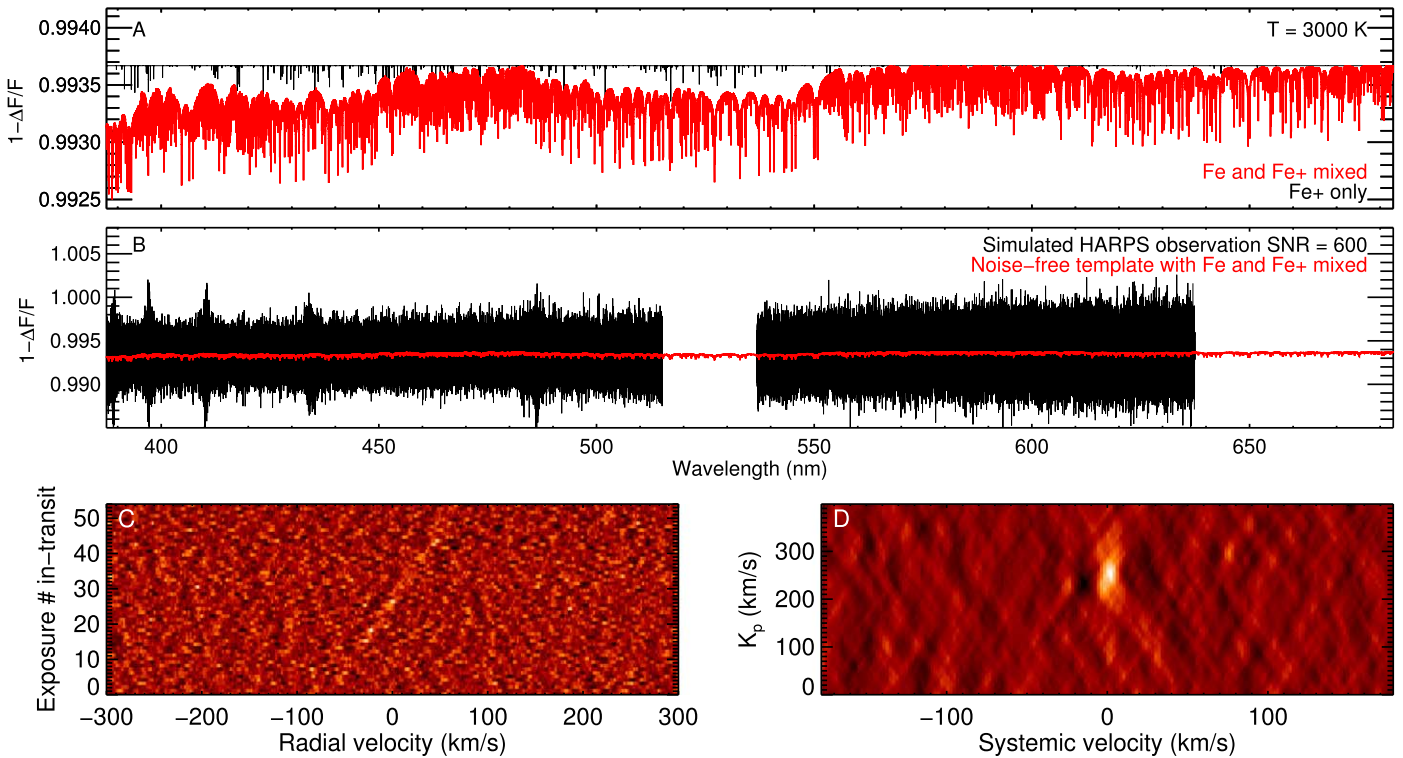 A
T = 3000 K
0.9940
0.9935
0.9930
0.9925
1−ΔF/F
Fe and Fe+ mixed
Fe+ only
B
Simulated HARPS observation SNR = 600
Noise−free template with Fe and Fe+ mixed
1.005
1.000
0.995
0.990
1−ΔF/F
400 450 500 550 600 650
Wavelength (nm)
C
50
40
30
20
10
0
Exposure # in−transit
−300 −200 −100 0 100 200 300
Radial velocity (km/s)
D
300
200
100
0
Kp (km/s)
−100 0 100
Systemic velocity (km/s)